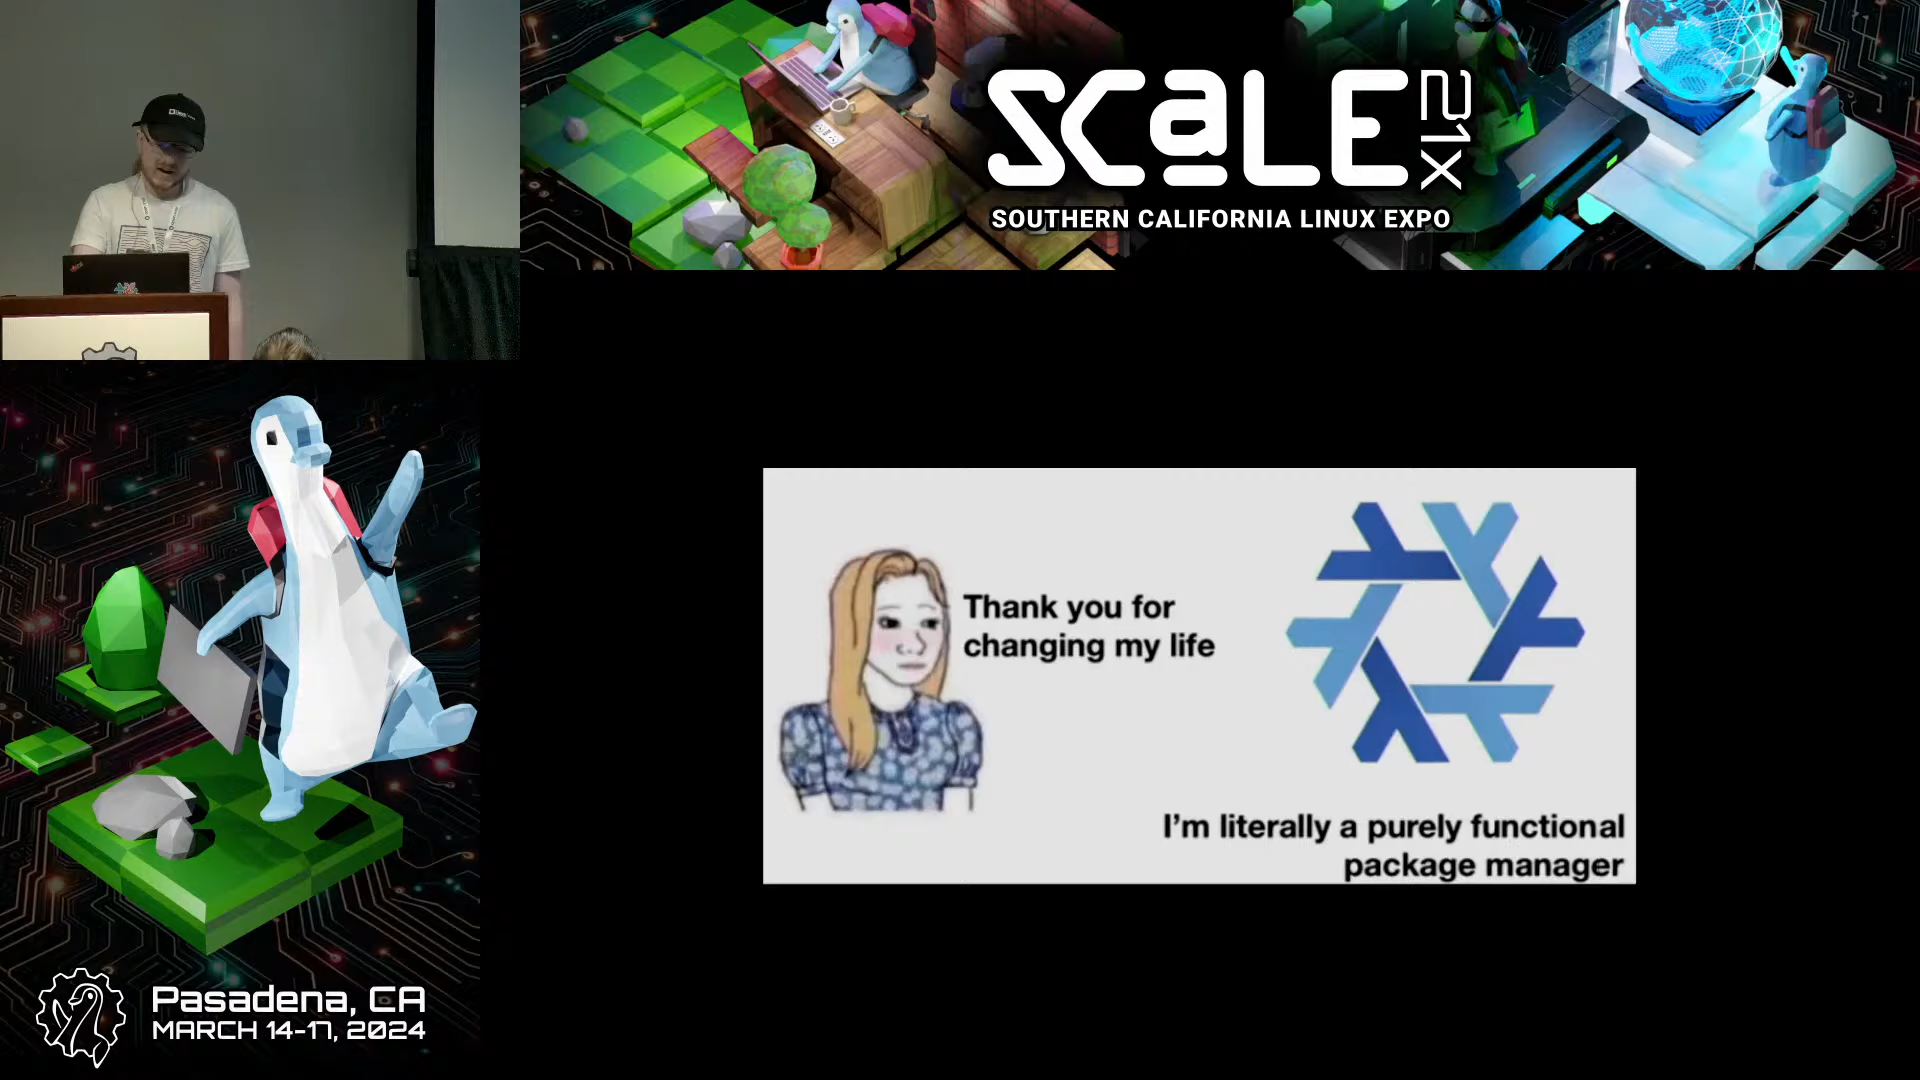 SCaLE 21X
SOUTHERN CALIFORNIA LINUX EXPO
Thank you for
changing my life
I'm literally a purely functional
package manager
Pasadena, CA
MARCH 14-17, 2024